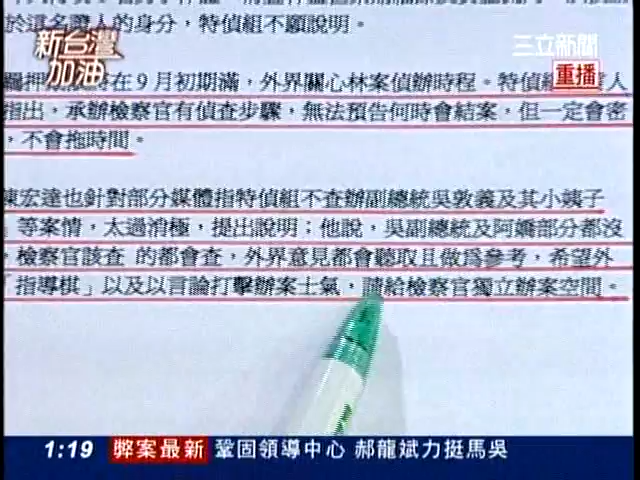 於這名證人的身分，特偵組不願說明。
新台灣加油
三立新聞
重播
在9月初期滿，外界關心林案偵辦時程。特偵組
人
指出，承辦檢察官有偵查步驟，無法預告何時會結案，但一定會密
，不會拖時間。
陳宏達也針對部分媒體指特偵組不查辦副總統吳敦義及其小姨子
」等案情，太過消極，提出說明；他說，吳副總統及阿嬌部分都沒
，檢察官該查 的都會查，外界意見都會聽取且做為參考，希望外
「指導棋」以及以言論打擊辦案士氣，請給檢察官獨立辦案空間。
1:19 弊案最新 鞏固領導中心 郝龍斌力挺馬吳